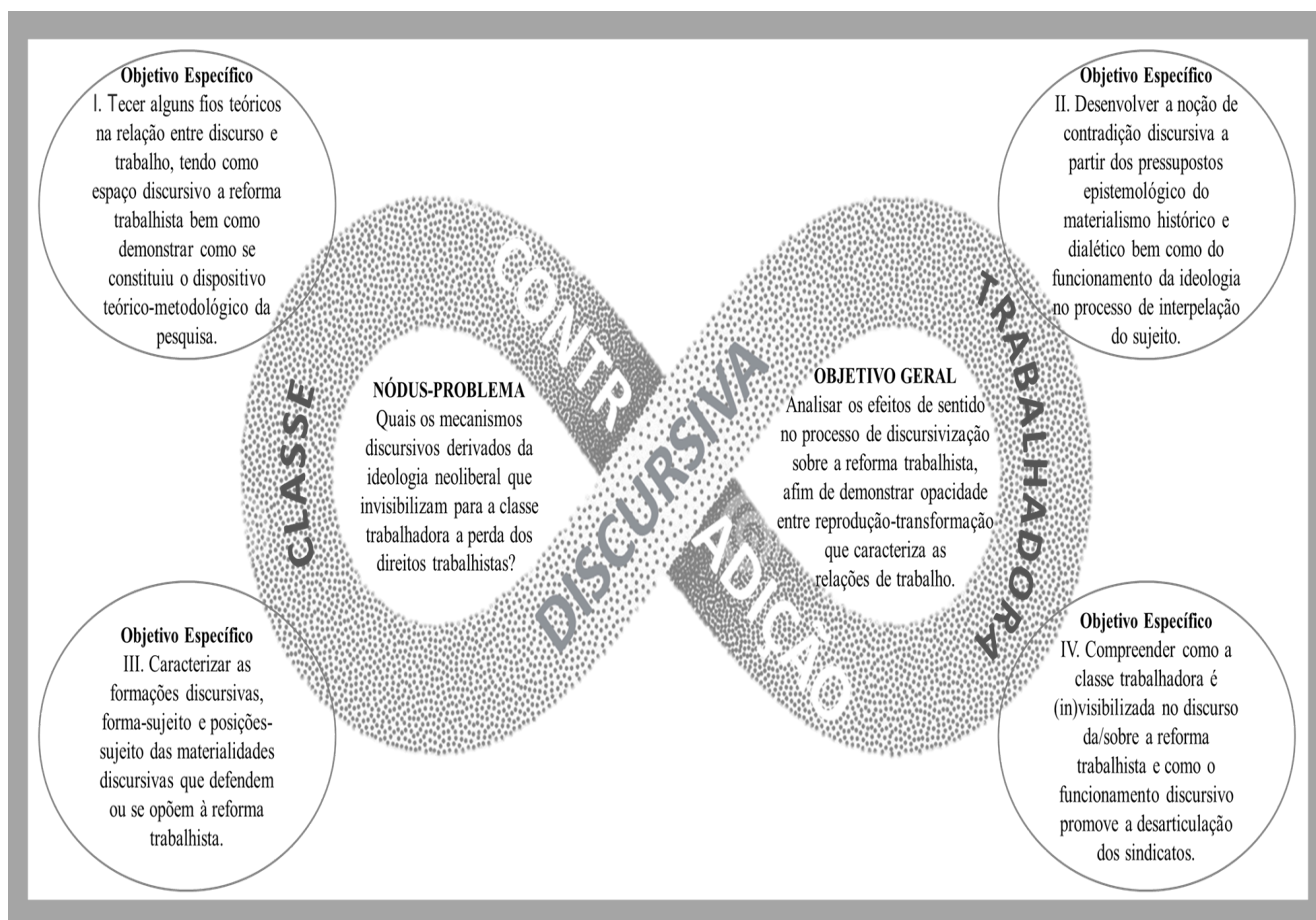 Objetivo Específico
I. Tecer alguns fios teóricos
na relação entre discurso e
trabalho, tendo como
espaço discursivo a reforma
trabalhista bem como
demonstrar como se
constituiu o dispositivo
teórico-metodológico da
pesquisa.
Objetivo Específico
II. Desenvolver a noção de
contradição discursiva a
partir dos pressupostos
epistemológico do
materialismo histórico e
dialético bem como do
funcionamento da ideologia
no processo de interpelação
do sujeito.
CLASSE
NÓDUS-PROBLEMA
Quais os mecanismos
discursivos derivados da
ideologia neoliberal que
invisibilizam para a classe
trabalhadora a perda dos
direitos trabalhistas?
CONTR
ADIÇÃO
DISCURSIVA
OBJETIVO GERAL
Analisar os efeitos de sentido
no processo de discursivização
sobre a reforma trabalhista,
afim de demonstrar opacidade
entre reprodução-transformação
que caracteriza as
relações de trabalho.
TRABALHADORA
Objetivo Específico
III. Caracterizar as
formações discursivas,
forma-sujeito e posições-
sujeito das materialidades
discursivas que defendem
ou se opõem à reforma
trabalhista.
Objetivo Específico
IV. Compreender como a
classe trabalhadora é
(in)visibilizada no discurso
da/sobre a reforma
trabalhista e como o
funcionamento discursivo
promove a desarticulação
dos sindicatos.